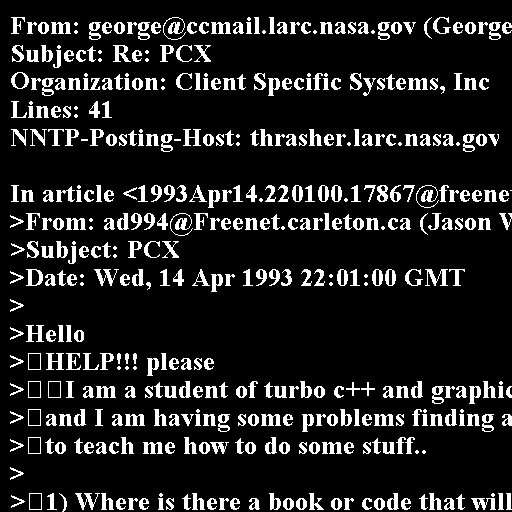 From: george@ccmail.larc.nasa.gov (George
Subject: Re: PCX
Organization: Client Specific Systems, Inc
Lines: 41
NNTP-Posting-Host: thrasher.larc.nasa.gov

In article <1993Apr14.220100.17867@freene
>From: ad994@Freenet.carleton.ca (Jason W
>Subject: PCX
>Date: Wed, 14 Apr 1993 22:01:00 GMT
>
>Hello
>□HELP!!! please
>□□I am a student of turbo c++ and graphic
>□and I am having some problems finding a
>□to teach me how to do some stuff..
>
>□1) Where is there a book or code that will